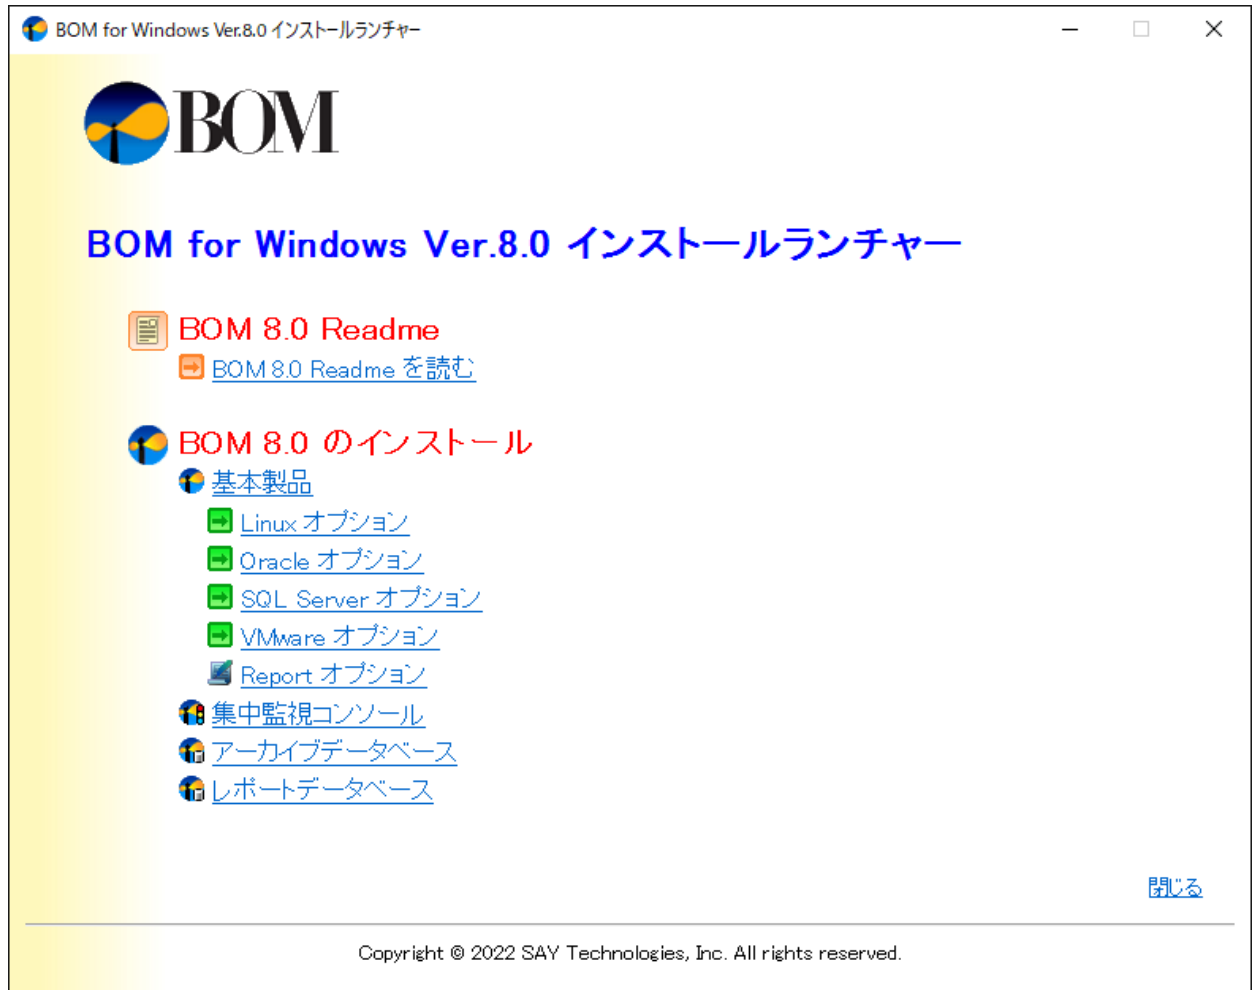 BOM for Windows Ver.8.0 インストールランチャー
BOM
BOM for Windows Ver.8.0 インストールランチャー
BOM 8.0 Readme
BOM 8.0 Readme を読む
BOM 8.0 のインストール
基本製品
Linux オプション
Oracle オプション
SQL Server オプション
VMware オプション
Report オプション
集中監視コンソール
アーカイブデータベース
レポートデータベース
閉じる
Copyright © 2022 SAY Technologies, Inc. All rights reserved.